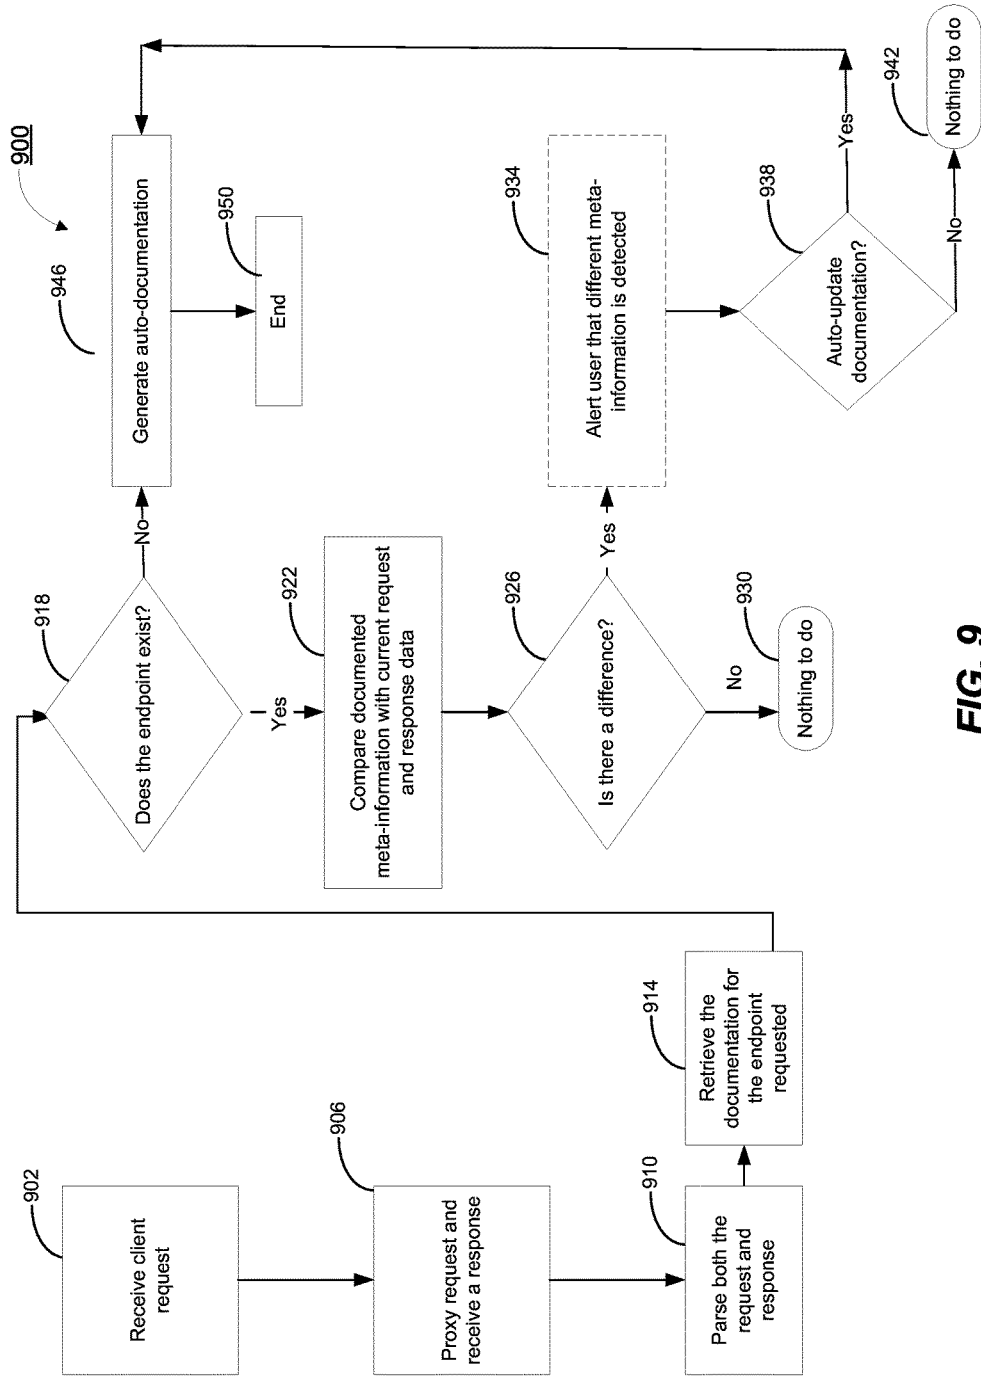 900
902
Receive client
request
906
Proxy request and
receive a response
910
Parse both the
request and
response
914
Retrieve the
documentation for
the endpoint
requested
918
Does the endpoint exist?
No
Yes
922
Compare documented
meta-information with current request
and response data
926
Is there a difference?
Yes
No
930
Nothing to do
934
Alert user that different meta-
information is detected
938
Auto-update
documentation?
Yes
No
942
Nothing to do
946
Generate auto-documentation
950
End
FIG. 9